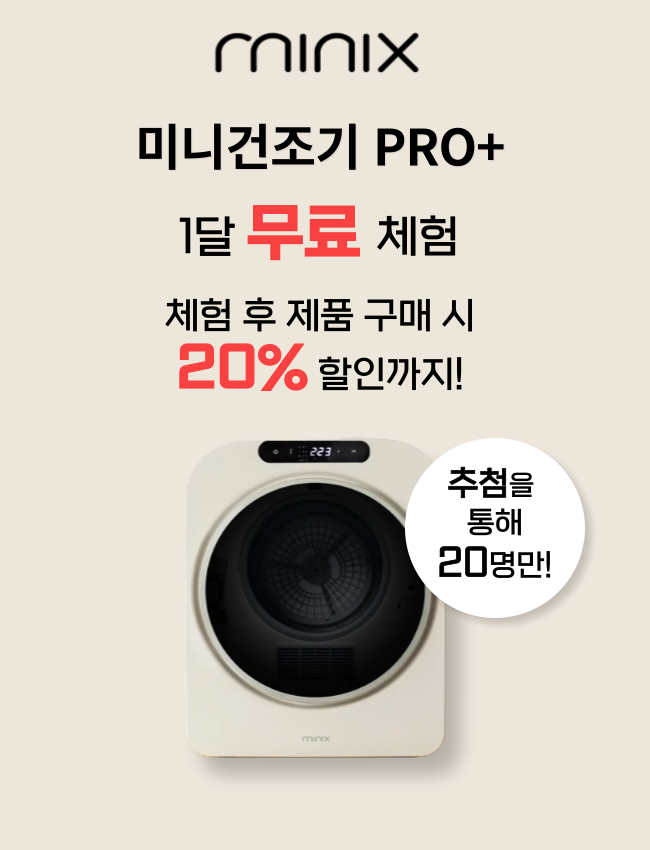 minix
미니건조기 PRO+
1달 무료 체험
체험 후 제품 구매 시
20% 할인까지!
223
추첨을
통해
20명만!
minix